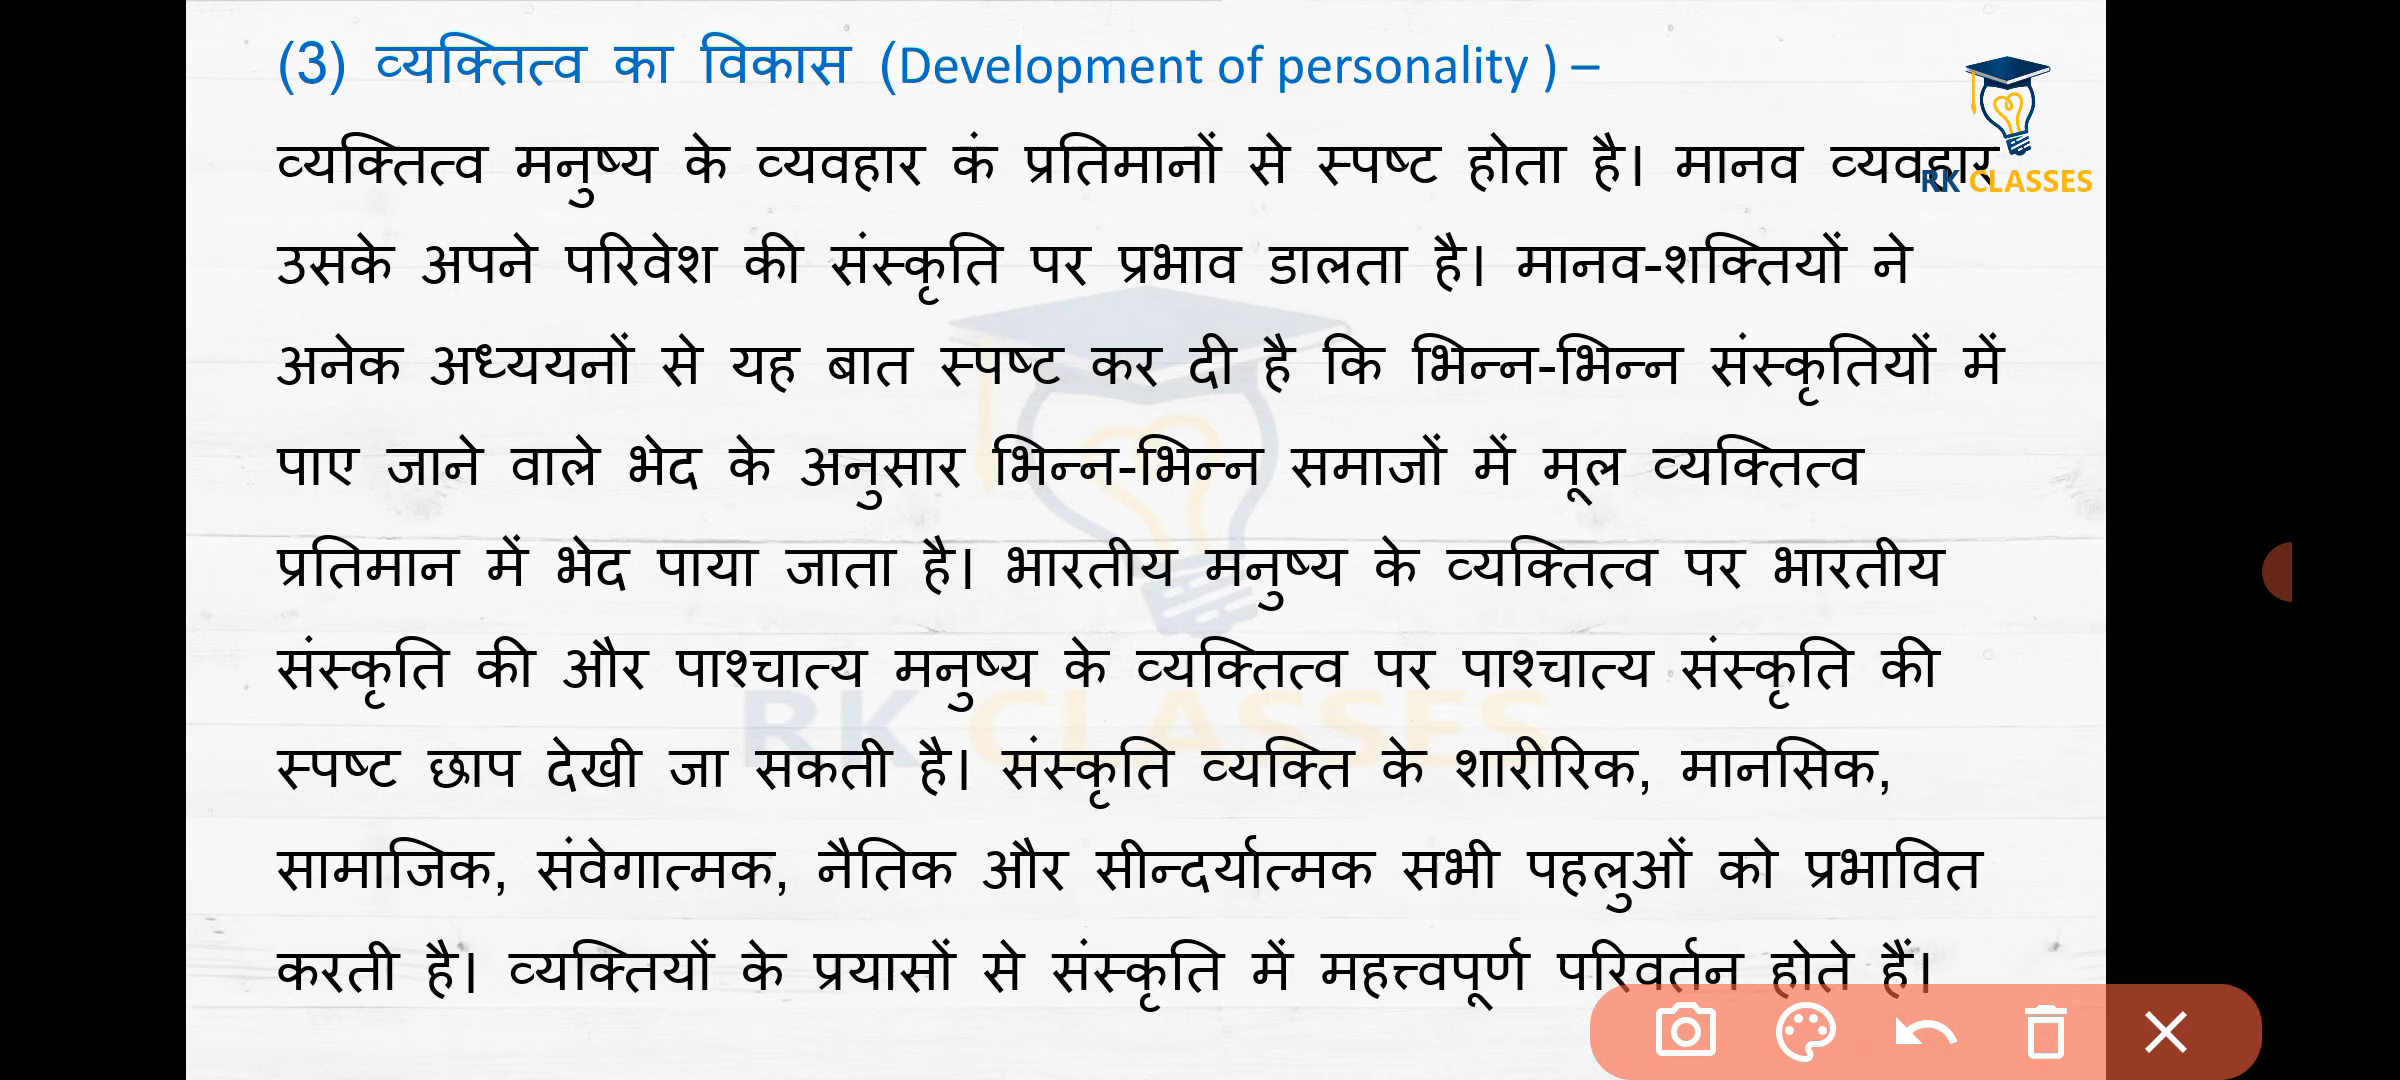 (3) व्यक्तित्व का विकास (Development of personality ) –
व्यक्तित्व मनुष्य के व्यवहार कं प्रतिमानों से स्पष्ट होता है। मानव व्यवहार
RK CLASSES
उसके अपने परिवेश की संस्कृति पर प्रभाव डालता है। मानव-शक्तियों ने
अनेक अध्ययनों से यह बात स्पष्ट कर दी है कि भिन्न-भिन्न संस्कृतियों में
पाए जाने वाले भेद के अनुसार भिन्न-भिन्न समाजों में मूल व्यक्तित्व
प्रतिमान में भेद पाया जाता है। भारतीय मनुष्य के व्यक्तित्व पर भारतीय
संस्कृति की और पाश्चात्य मनुष्य के व्यक्तित्व पर पाश्चात्य संस्कृति की
RK CLASSES
स्पष्ट छाप देखी जा सकती है। संस्कृति व्यक्ति के शारीरिक, मानसिक,
सामाजिक, संवेगात्मक, नैतिक और सीन्दर्यात्मक सभी पहलुओं को प्रभावित
करती है। व्यक्तियों के प्रयासों से संस्कृति में महत्त्वपूर्ण परिवर्तन होते हैं।